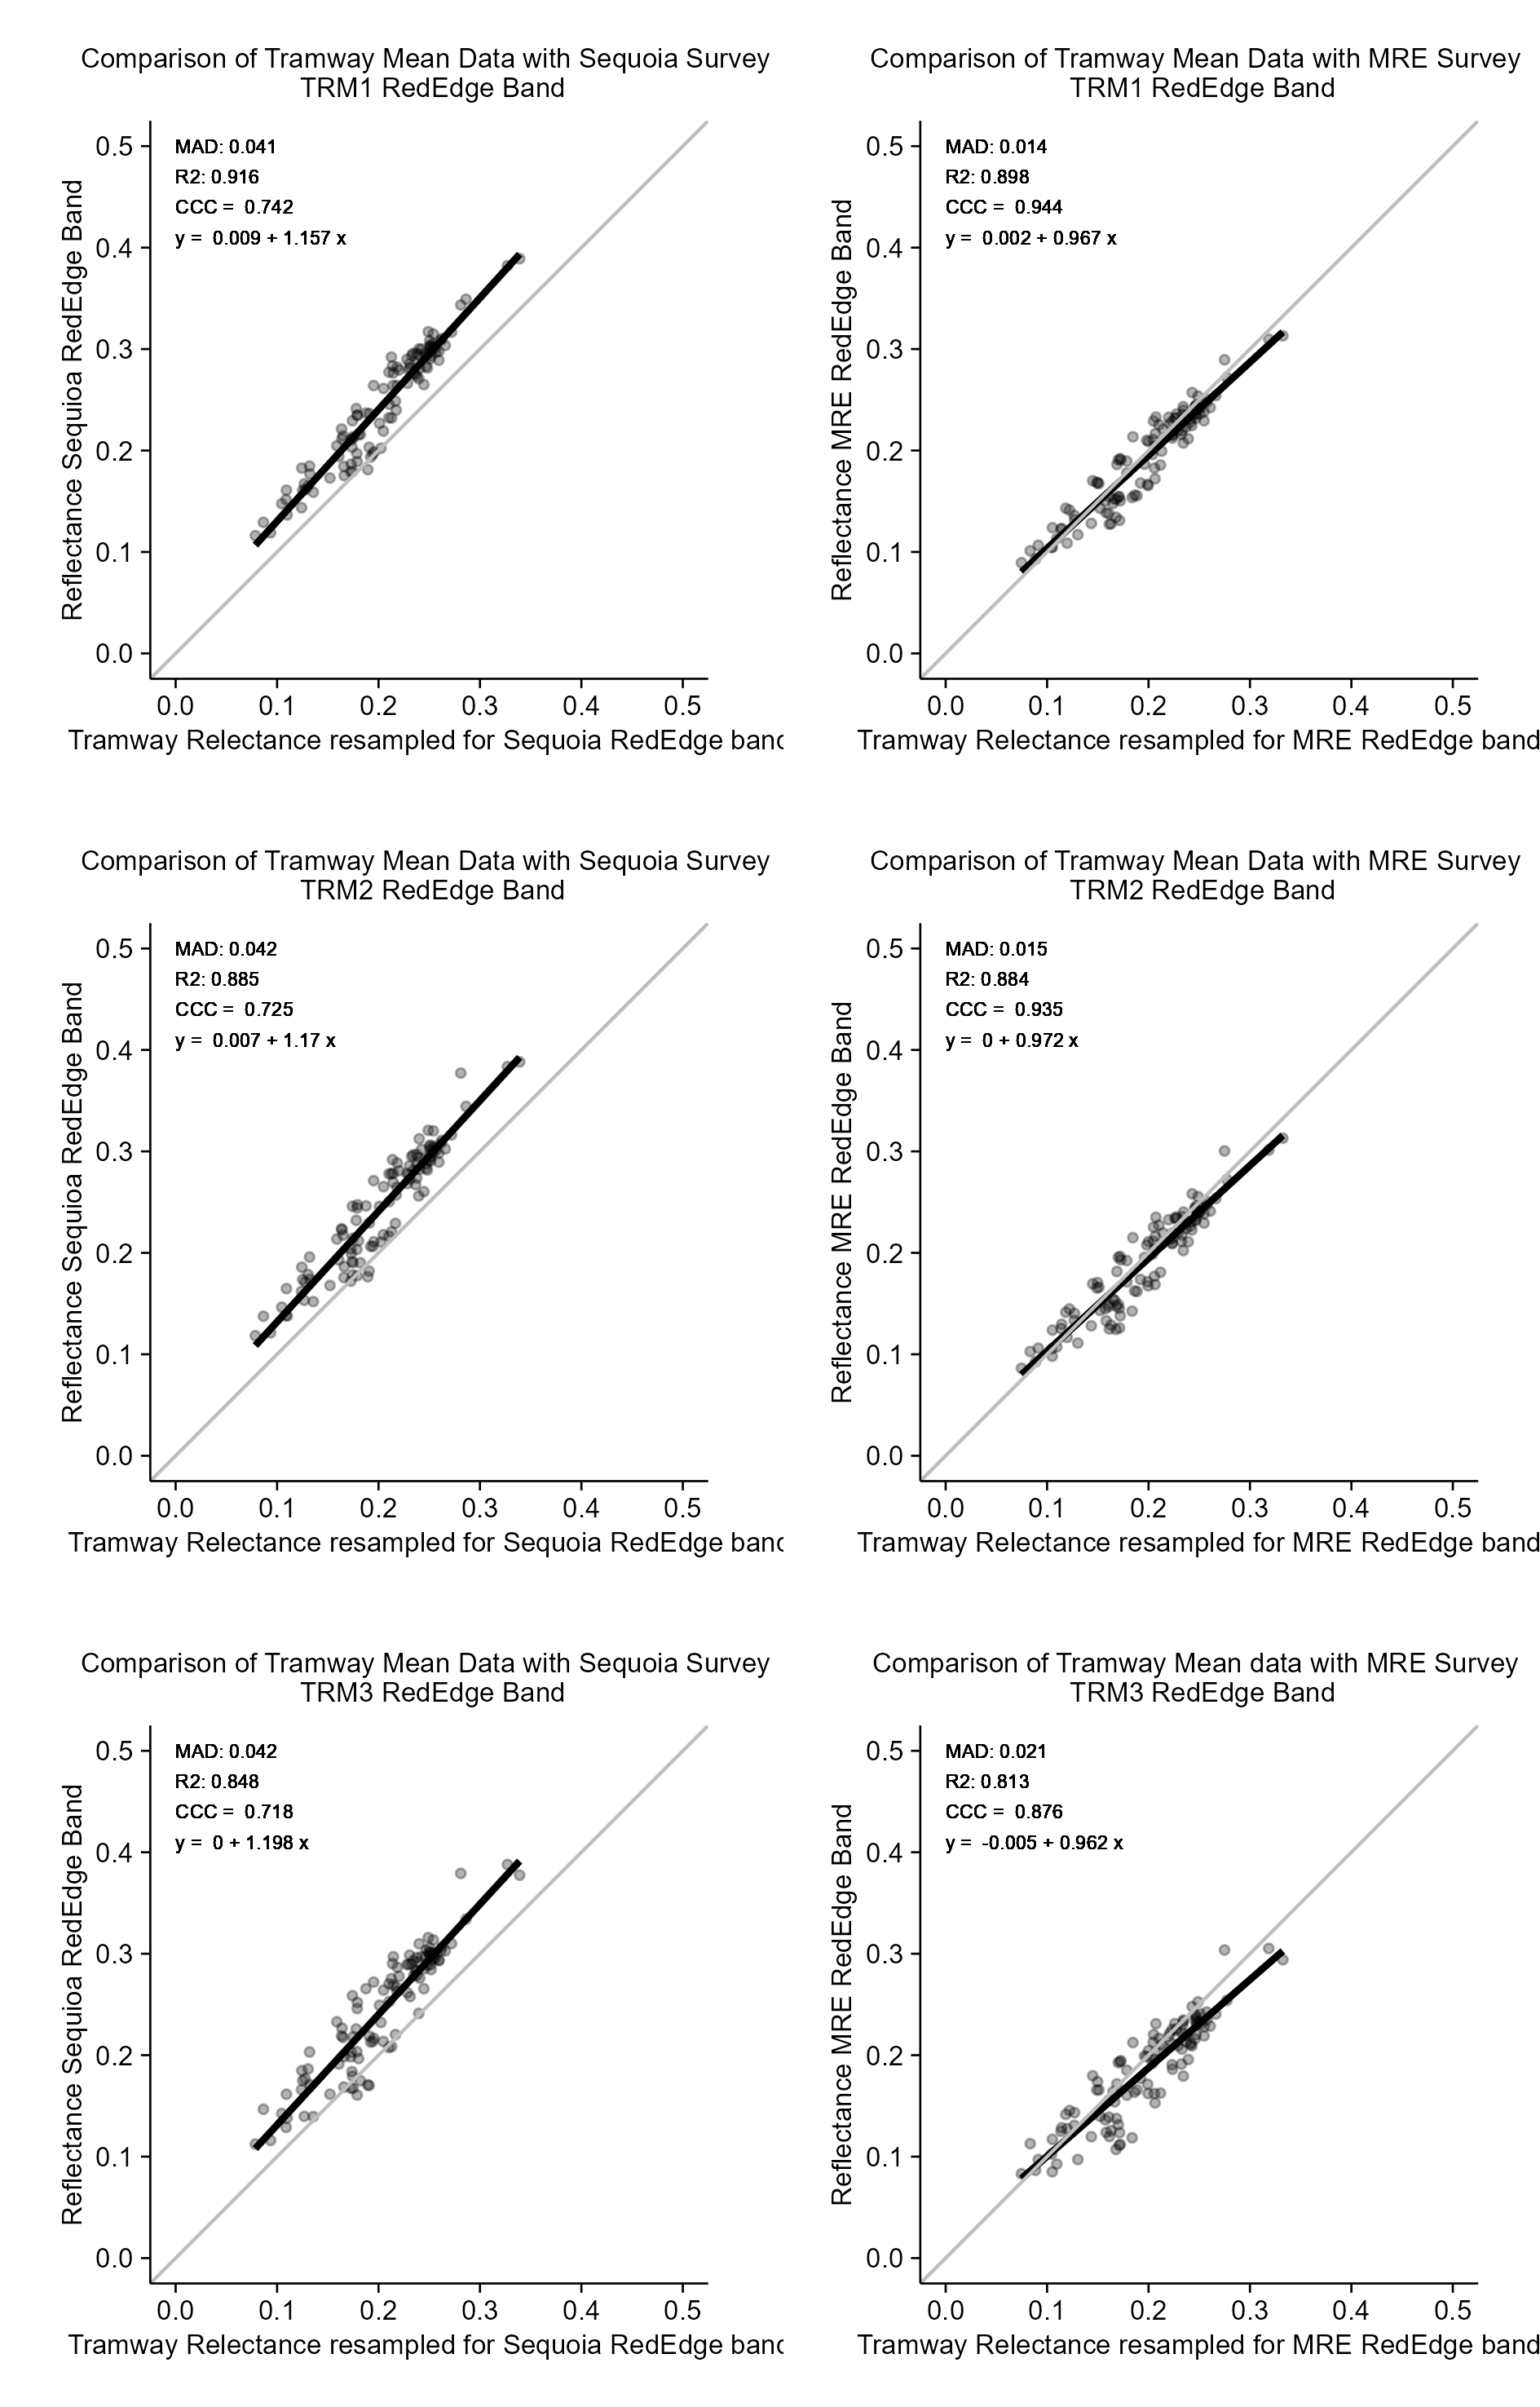 Comparison of Tramway Mean Data with Sequoia Survey
TRM1 RedEdge Band
MAD: 0.041
R2: 0.916
CCC = 0.742
y = 0.009 + 1.157 x
0.5
0.4
0.3
0.2
0.1
0.0
Reflectance Sequioa RedEdge Band
0.0 0.1 0.2 0.3 0.4 0.5
Tramway Relectance resampled for Sequoia RedEdge banc
Comparison of Tramway Mean Data with MRE Survey
TRM1 RedEdge Band
MAD: 0.014
R2: 0.898
CCC = 0.944
y = 0.002 + 0.967 x
0.5
0.4
0.3
0.2
0.1
0.0
Reflectance MRE RedEdge Band
0.0 0.1 0.2 0.3 0.4 0.5
Tramway Relectance resampled for MRE RedEdge band
Comparison of Tramway Mean Data with Sequoia Survey
TRM2 RedEdge Band
MAD: 0.042
R2: 0.885
CCC = 0.725
y = 0.007 + 1.17 x
0.5
0.4
0.3
0.2
0.1
0.0
Reflectance Sequioa RedEdge Band
0.0 0.1 0.2 0.3 0.4 0.5
Tramway Relectance resampled for Sequoia RedEdge banc
Comparison of Tramway Mean Data with MRE Survey
TRM2 RedEdge Band
MAD: 0.015
R2: 0.884
CCC = 0.935
y = 0 + 0.972 x
0.5
0.4
0.3
0.2
0.1
0.0
Reflectance MRE RedEdge Band
0.0 0.1 0.2 0.3 0.4 0.5
Tramway Relectance resampled for MRE RedEdge band
Comparison of Tramway Mean Data with Sequoia Survey
TRM3 RedEdge Band
MAD: 0.042
R2: 0.848
CCC = 0.718
y = 0 + 1.198 x
0.5
0.4
0.3
0.2
0.1
0.0
Reflectance Sequioa RedEdge Band
0.0 0.1 0.2 0.3 0.4 0.5
Tramway Relectance resampled for Sequoia RedEdge banc
Comparison of Tramway Mean data with MRE Survey
TRM3 RedEdge Band
MAD: 0.021
R2: 0.813
CCC = 0.876
y = -0.005 + 0.962 x
0.5
0.4
0.3
0.2
0.1
0.0
Reflectance MRE RedEdge Band
0.0 0.1 0.2 0.3 0.4 0.5
Tramway Relectance resampled for MRE RedEdge band